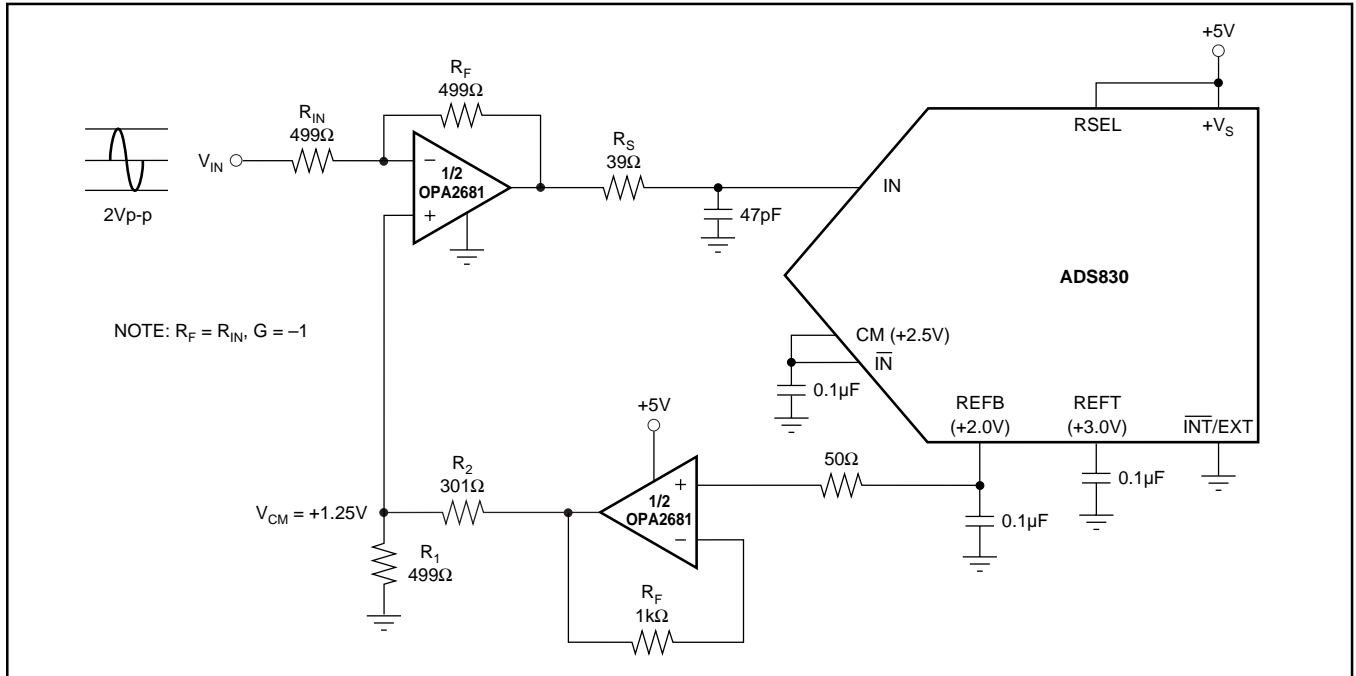 +5V
R_F
499Ω
R_IN
499Ω
RSEL
+V_S
V_IN
–
1/2
OPA2681
+
R_S
39Ω
IN
2Vp-p
47pF
ADS830
NOTE: R_F = R_IN, G = –1
CM (+2.5V)
I̅N̅
0.1µF
+5V
REFB
(+2.0V)
REFT
(+3.0V)
I̅N̅T̅/EXT
50Ω
R_2
301Ω
+
1/2
OPA2681
–
0.1µF
0.1µF
V_CM = +1.25V
R_1
499Ω
R_F
1kΩ